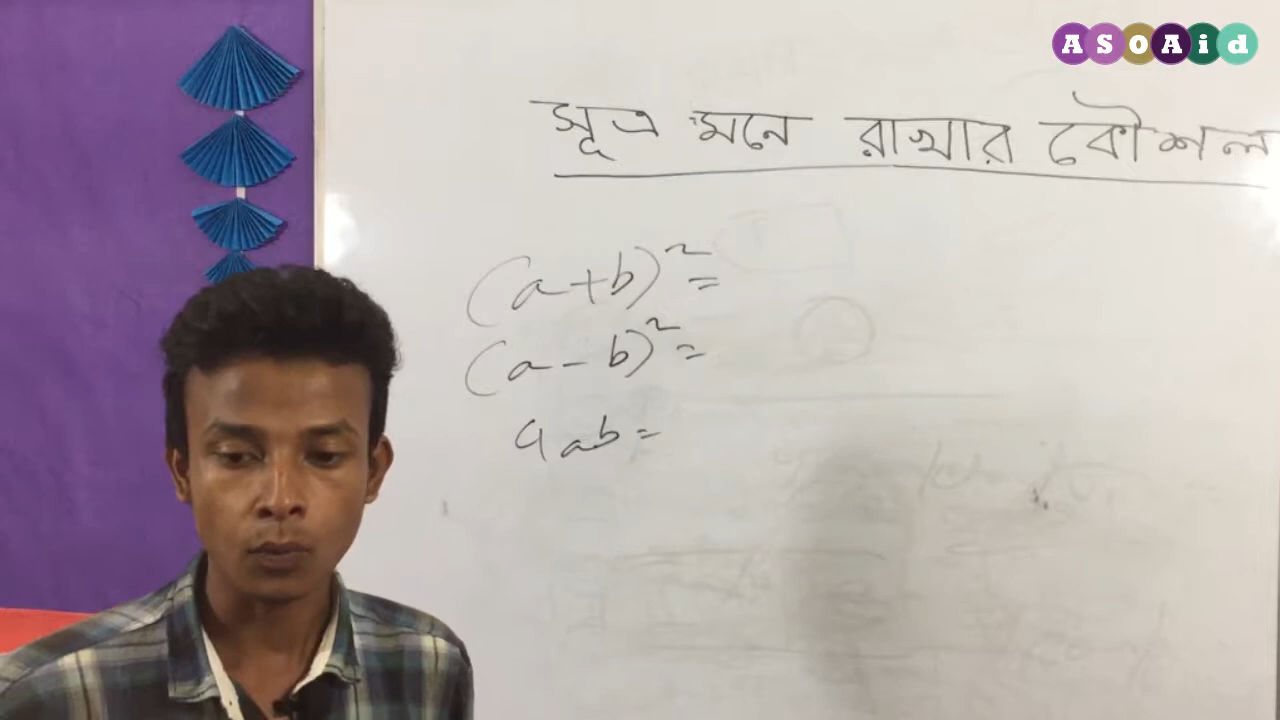 ASoAid
সূত্র মনে রাখার কৌশল
(a+b)²=
(a-b)²=
4ab=